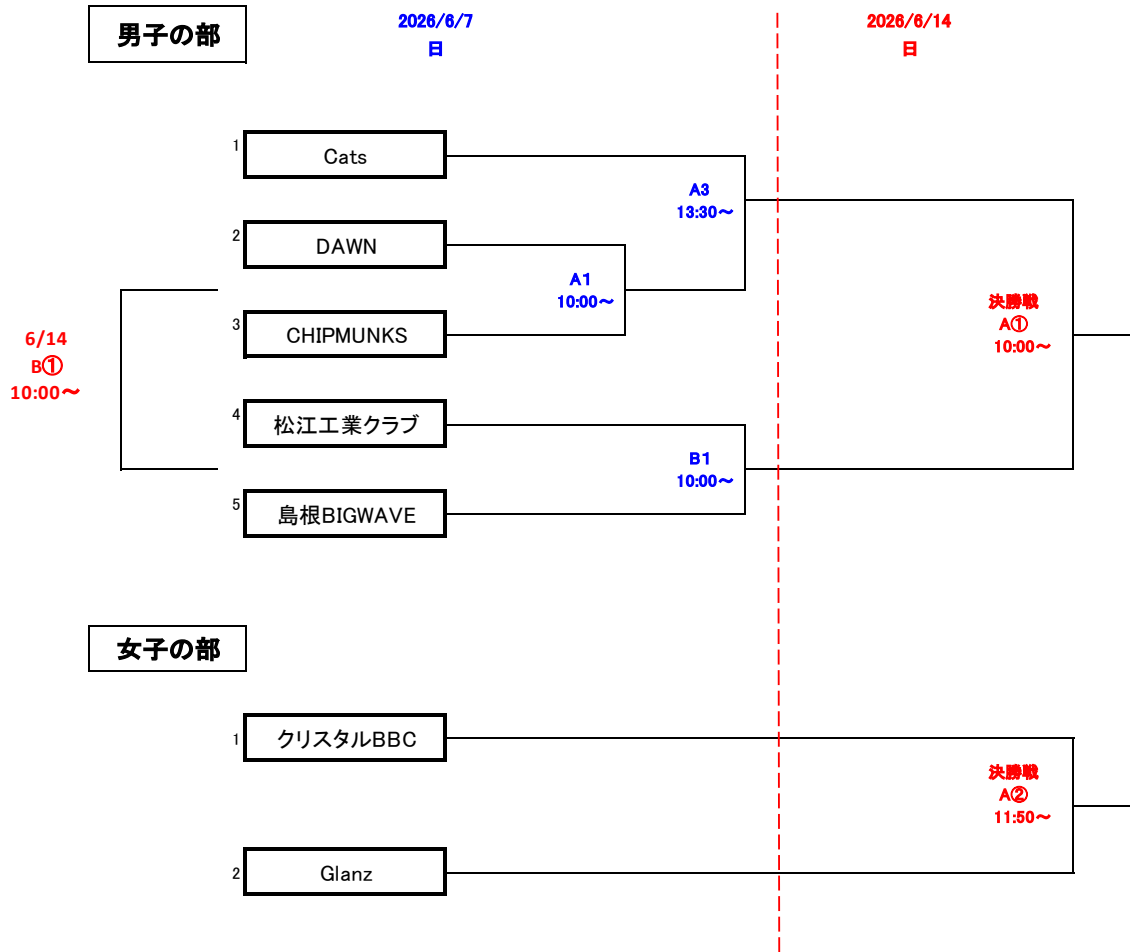 男子の部
2026/6/7
日
2026/6/14
日
1
Cats
A3
13:30～
2
DAWN
A1
10:00～
決勝戦
A①
10:00～
3
CHIPMUNKS
6/14
B①
10:00～
4
松江工業クラブ
B1
10:00～
5
島根BIGWAVE
女子の部
1
クリスタルBBC
決勝戦
A②
11:50～
2
Glanz